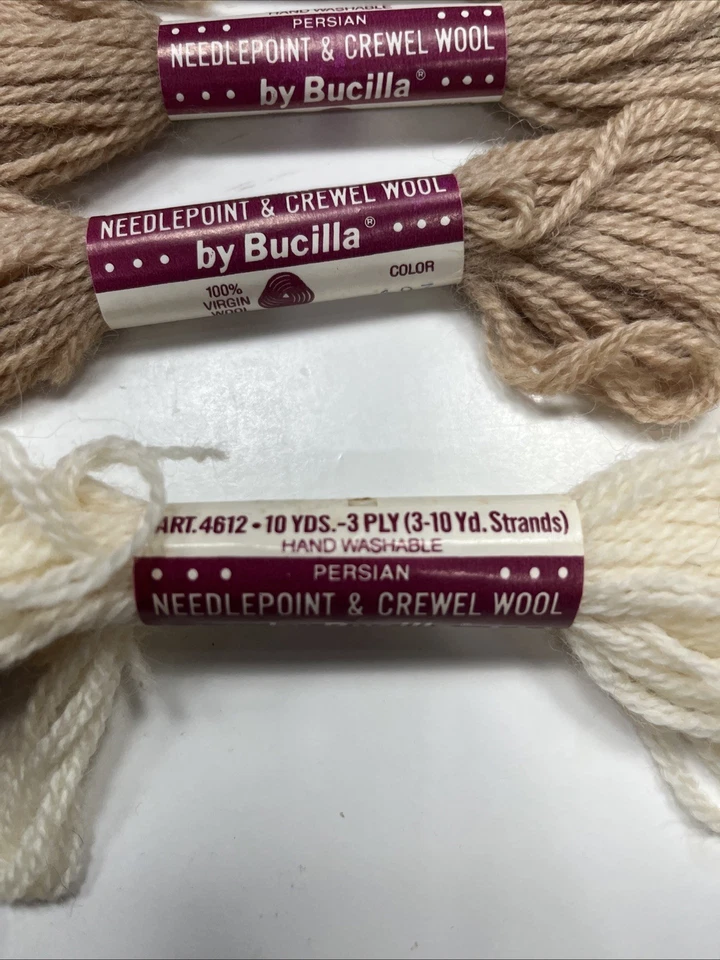 HAND WASHABLE
PERSIAN
NEEDLEPOINT & CREWEL WOOL
by Bucilla®
NEEDLEPOINT & CREWEL WOOL
by Bucilla®
100%
VIRGIN
WOOL
COLOR
ART. 4612 • 10 YDS.-3 PLY (3-10 Yd. Strands)
HAND WASHABLE
PERSIAN
NEEDLEPOINT & CREWEL WOOL